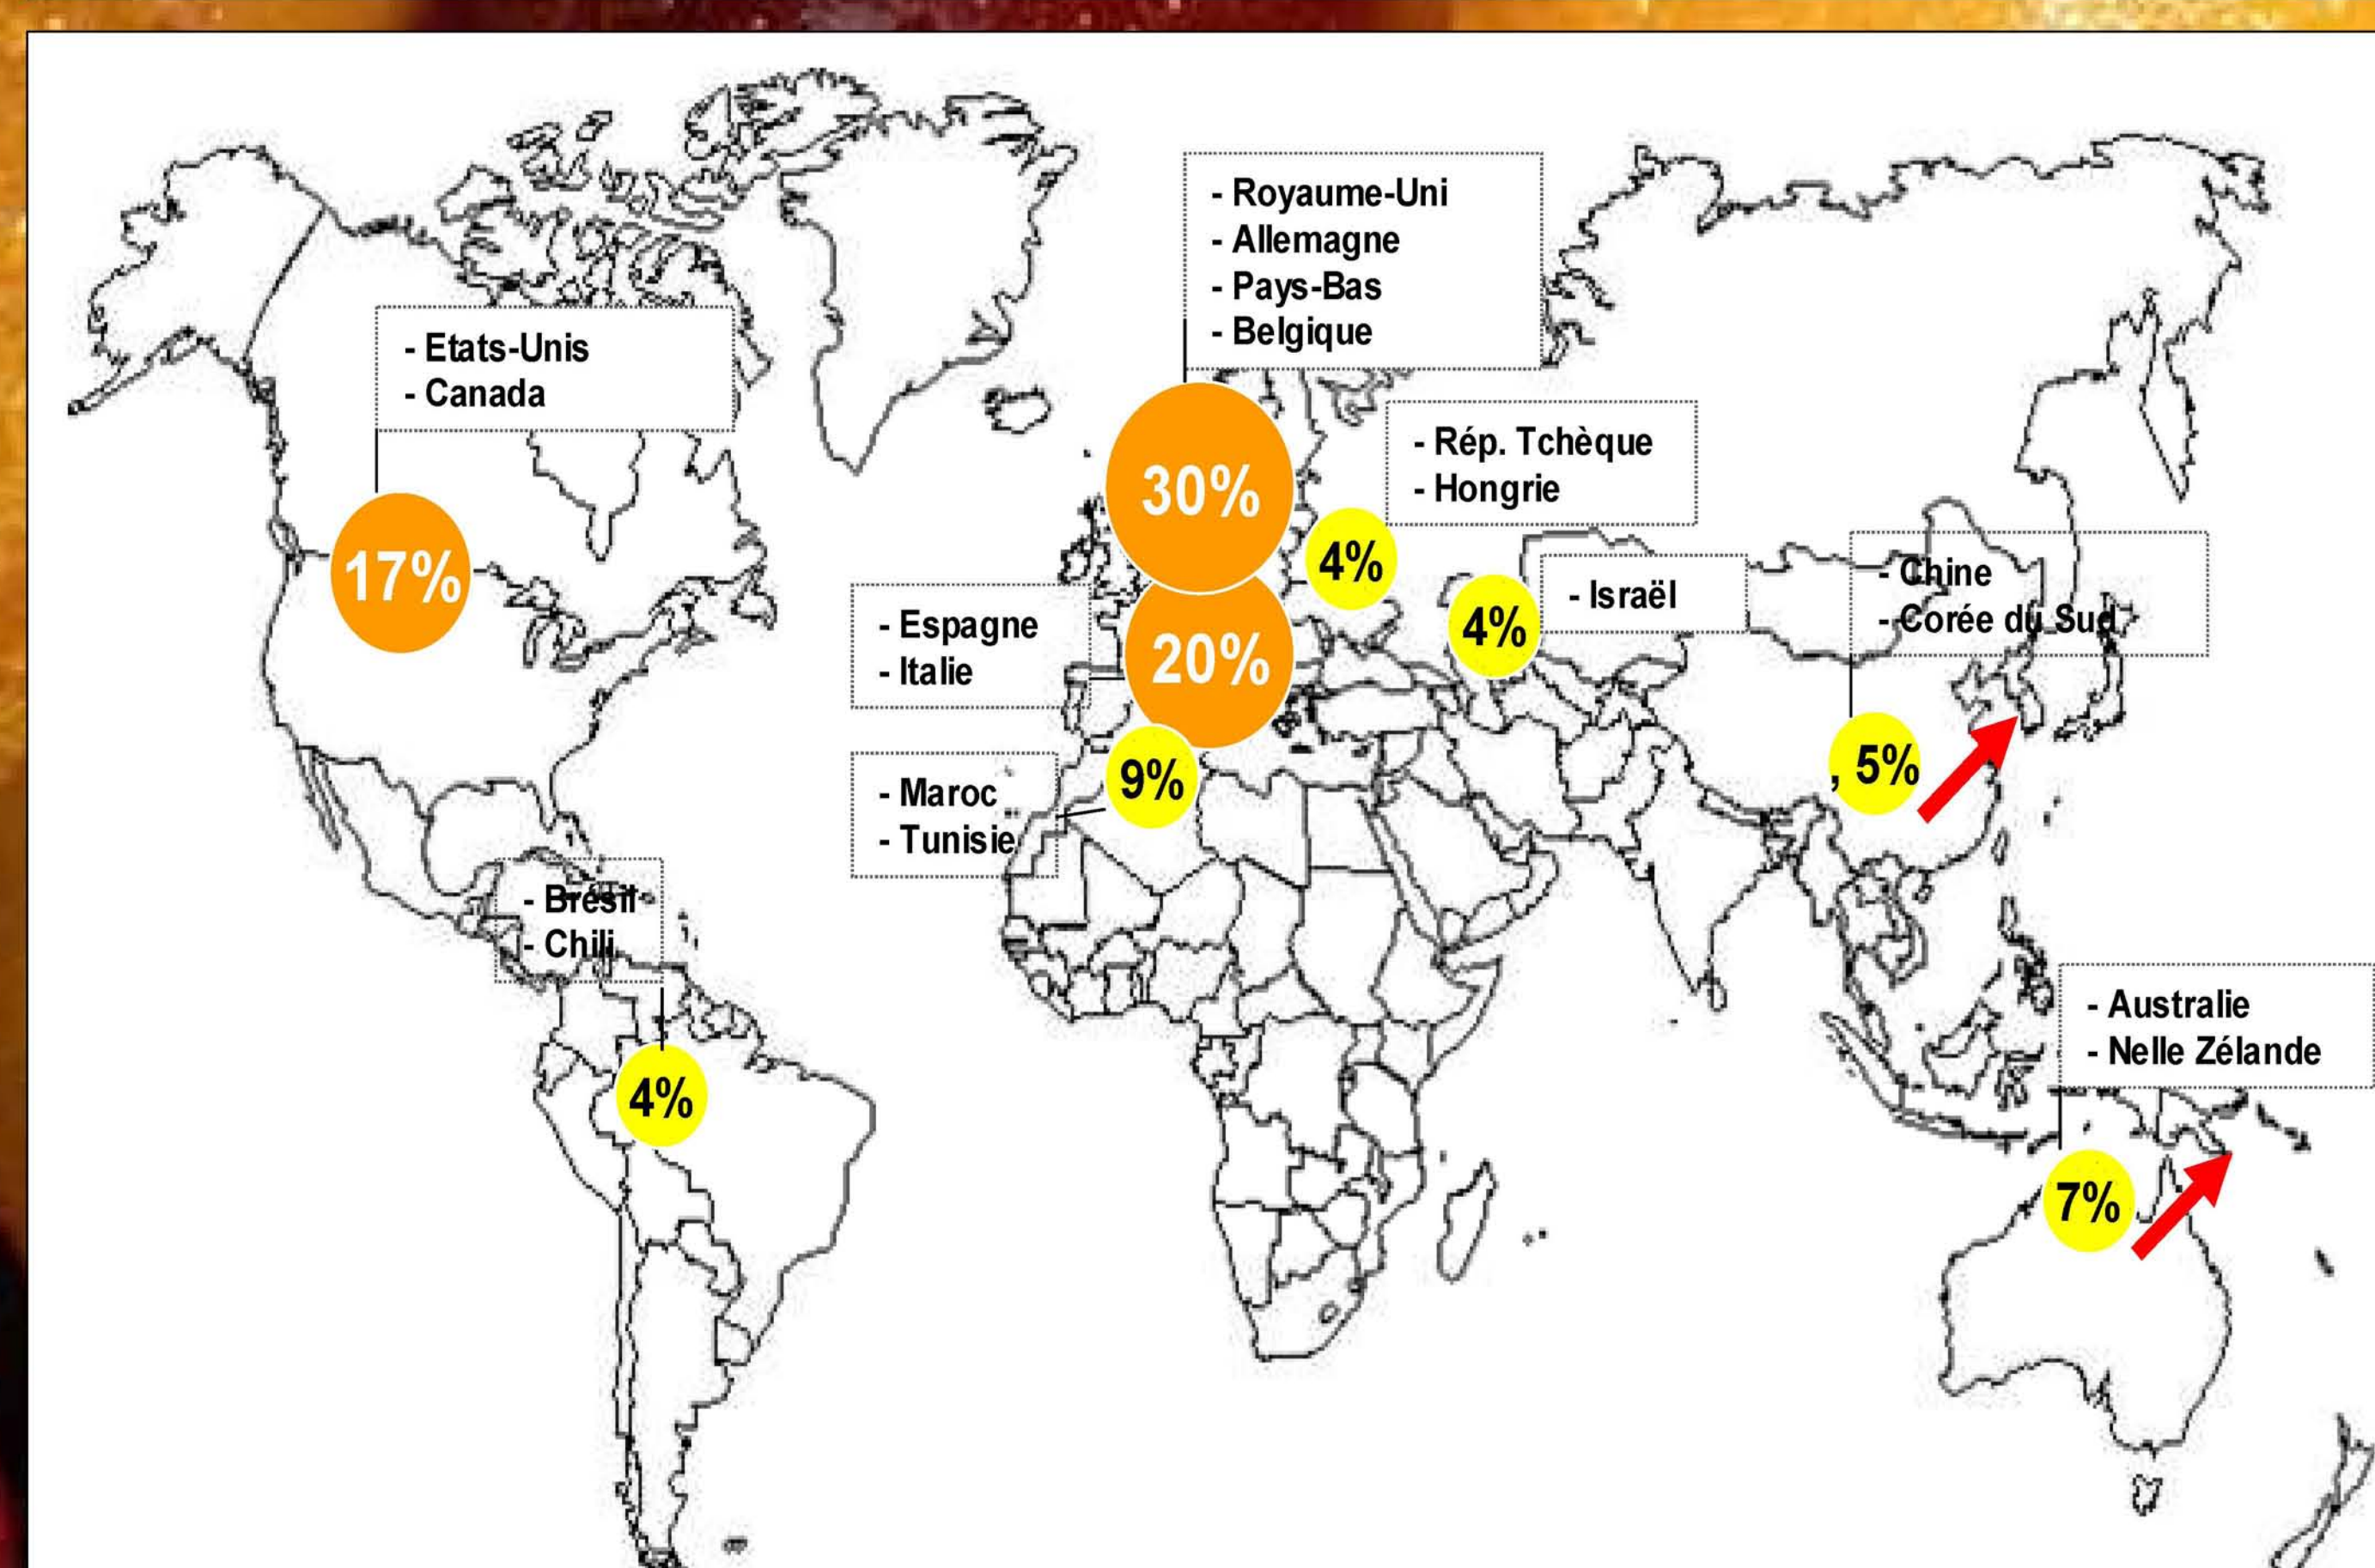 - Royaume-Uni
- Allemagne
- Pays-Bas
- Belgique
- Etats-Unis
- Canada
30%
- Rép. Tchèque
- Hongrie
17%
4%
- Israël
4%
- Chine
- Corée du Sud
- Espagne
- Italie
20%
- Maroc
- Tunisie
9%
, 5%
- Brésil
- Chili
4%
- Australie
- Nelle Zélande
7%